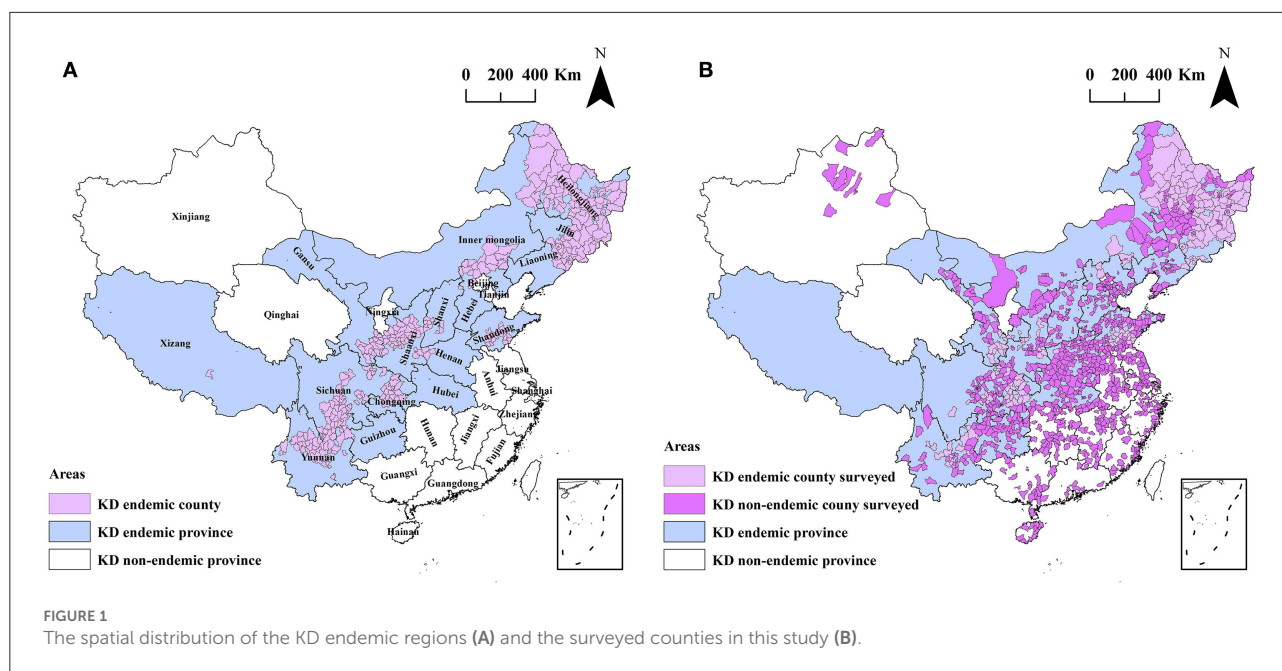 A
0 200 400 Km
N
Xinjiang
Heilongjiang
Jilin
Inner mongolia
Gansu
Liaoning
Beijing
Tianjin
Qinghai
Ningxia
Shanxi
Hebei
Shaanxi
Shandong
Xizang
Henan
Jiangsu
Anhui
Sichuan
Shanghai
Hubei
Chongqing
Zhejiang
Guizhou
Hunan
Jiangxi
Yunnan
Fujian
Guangxi
Guangdong
Hainan
Areas
KD endemic county
KD endemic province
KD non-endemic province
B
0 200 400 Km
N
Areas
KD endemic county surveyed
KD non-endemic couny surveyed
KD endemic province
KD non-endemic province
FIGURE 1
The spatial distribution of the KD endemic regions (A) and the surveyed counties in this study (B).